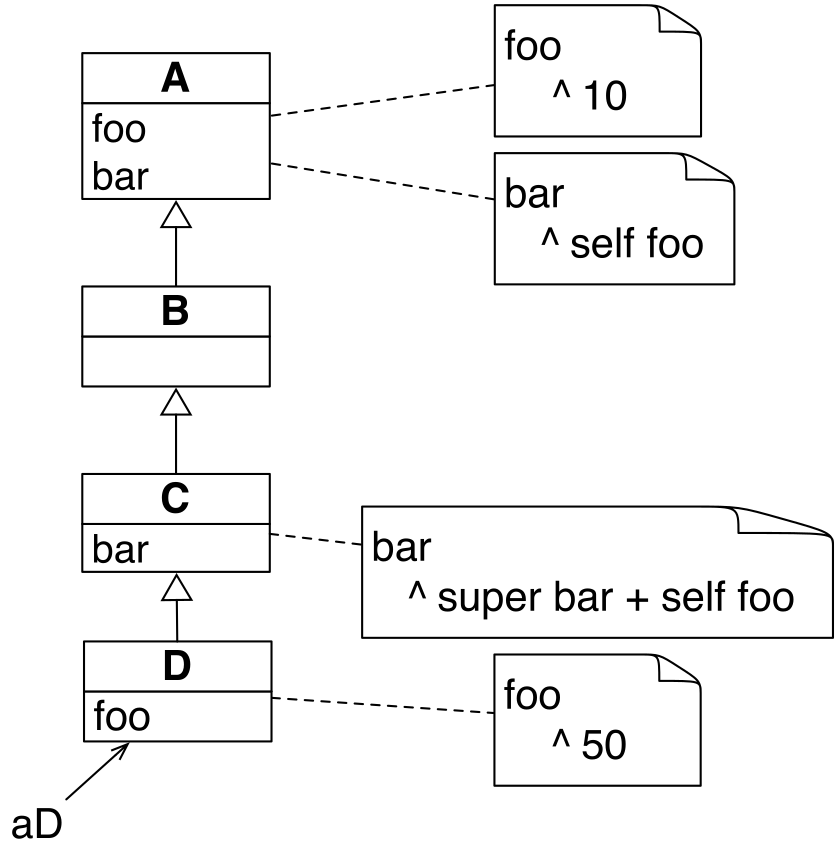 A
foo
bar
foo
^ 10
bar
^ self foo
B
C
bar
bar
^ super bar + self foo
D
foo
foo
^ 50
aD